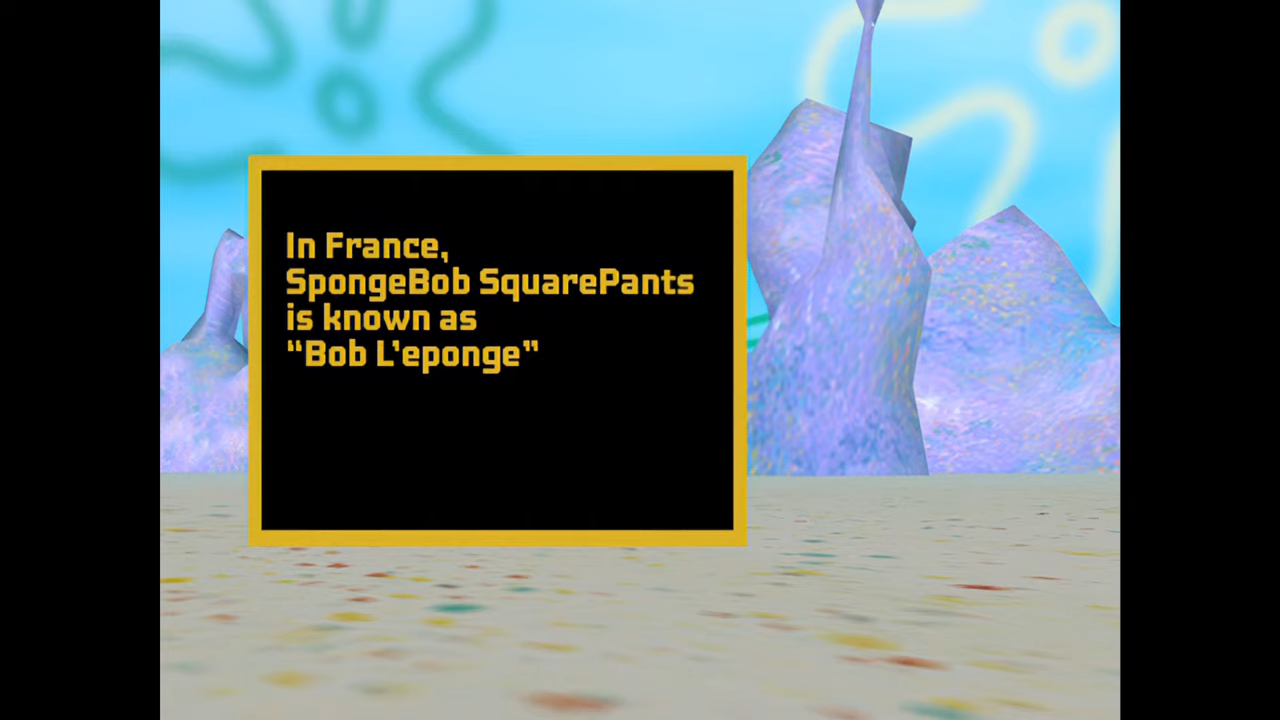 In France,
SpongeBob SquarePants
is known as
“Bob L’eponge”